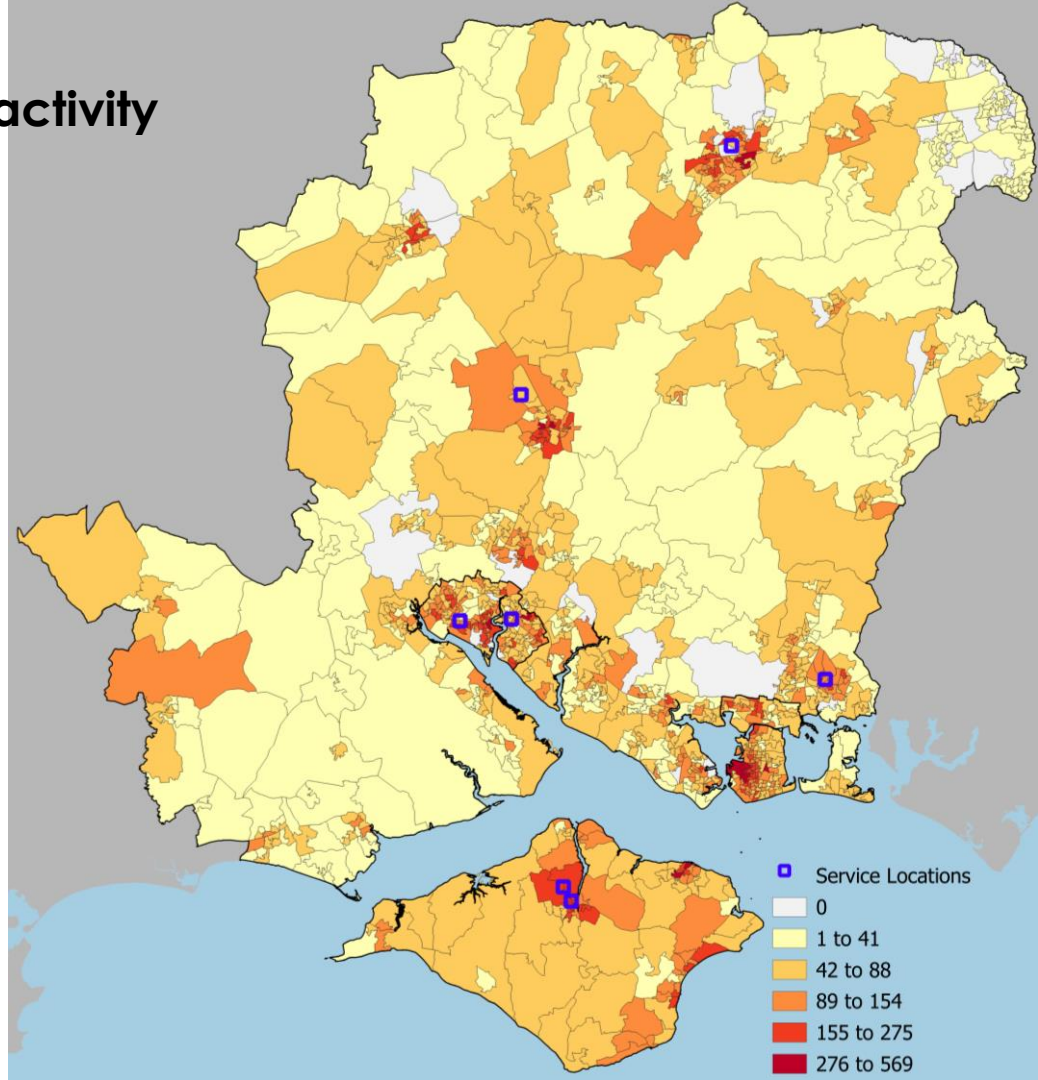 activity
Service Locations
0
1 to 41
42 to 88
89 to 154
155 to 275
276 to 569